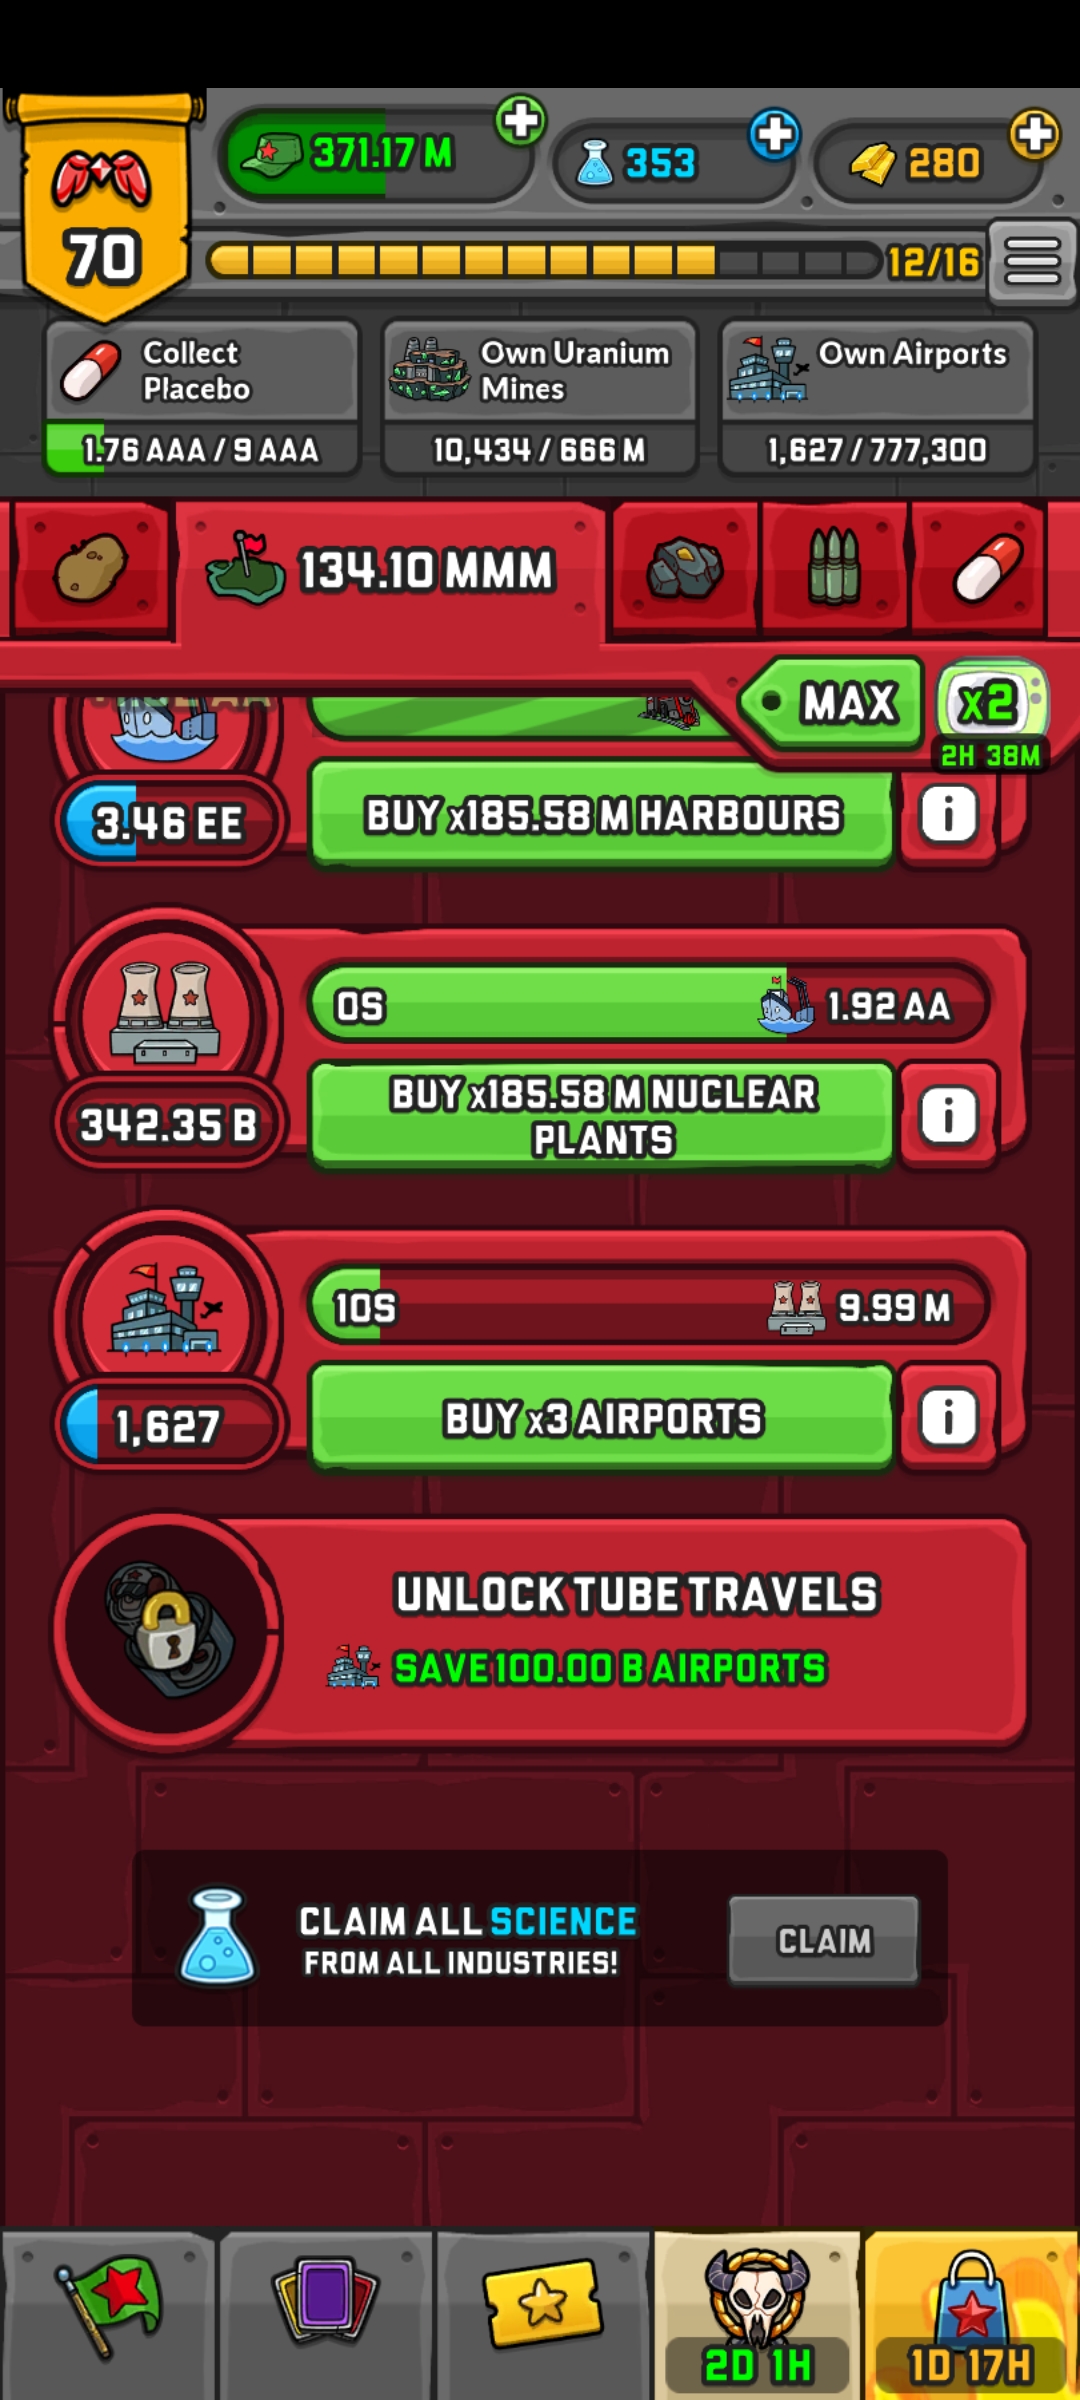 371.17 M
353
280
70
12/16
Collect
Placebo
Own Uranium
Mines
Own Airports
1.76 AAA / 9 AAA
10,434 / 666 M
1,627 / 777,300
134.10 MMM
MAX
x2
2H 38M
3.46 EE
BUY x185.58 M HARBOURS
0S
1.92 AA
342.35 B
BUY x185.58 M NUCLEAR
PLANTS
10S
9.99 M
1,627
BUY x3 AIRPORTS
UNLOCK TUBE TRAVELS
SAVE 100.00 B AIRPORTS
CLAIM ALL SCIENCE
FROM ALL INDUSTRIES!
CLAIM
2D 1H
1D 17H